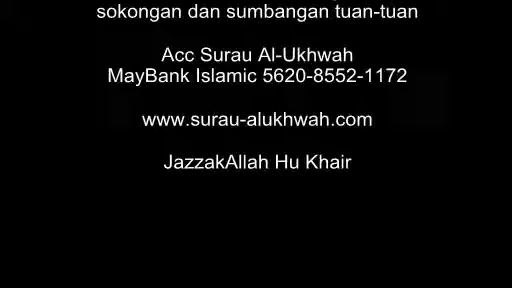 sokongan dan sumbangan tuan-tuan
Acc Surau Al-Ukhwah
MayBank Islamic 5620-8552-1172
www.surau-alukhwah.com
JazzakAllah Hu Khair